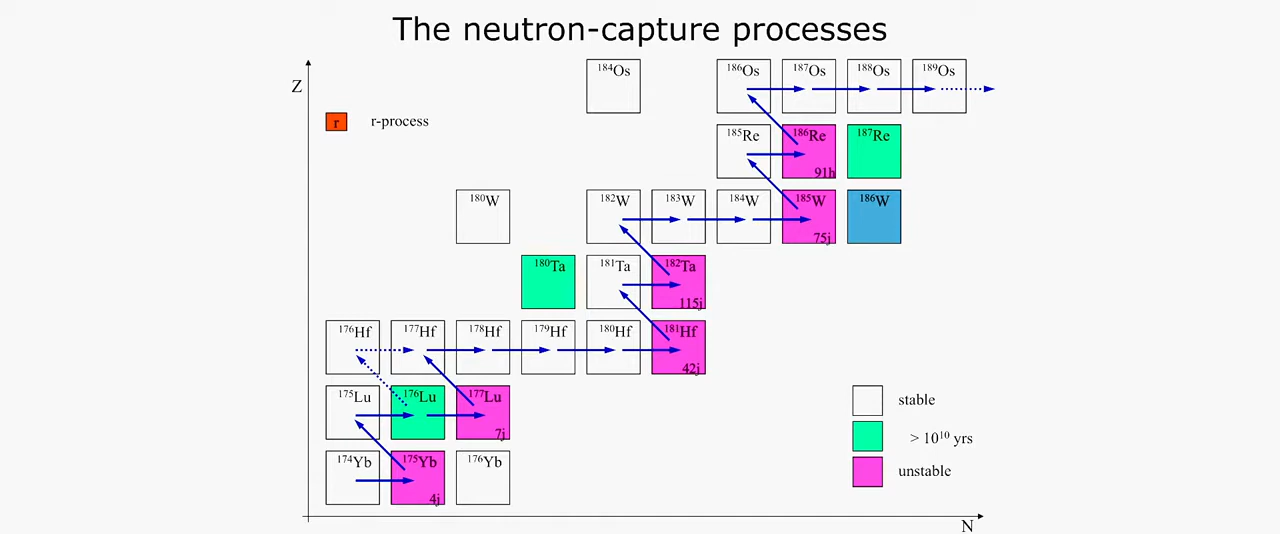 The neutron-capture processes
Z
r r-process
¹⁸⁴Os ¹⁸⁶Os ¹⁸⁷Os ¹⁸⁸Os ¹⁸⁹Os
¹⁸⁵Re ¹⁸⁶Re ¹⁸⁷Re
91h
¹⁸⁰W ¹⁸²W ¹⁸³W ¹⁸⁴W ¹⁸⁵W ¹⁸⁶W
75j
¹⁸⁰Ta ¹⁸¹Ta ¹⁸²Ta
115j
¹⁷⁶Hf ¹⁷⁷Hf ¹⁷⁸Hf ¹⁷⁹Hf ¹⁸⁰Hf ¹⁸¹Hf
42j
¹⁷⁵Lu ¹⁷⁶Lu ¹⁷⁷Lu
7j
¹⁷⁴Yb ¹⁷⁵Yb ¹⁷⁶Yb
4j
stable
> 10¹⁰ yrs
unstable
N